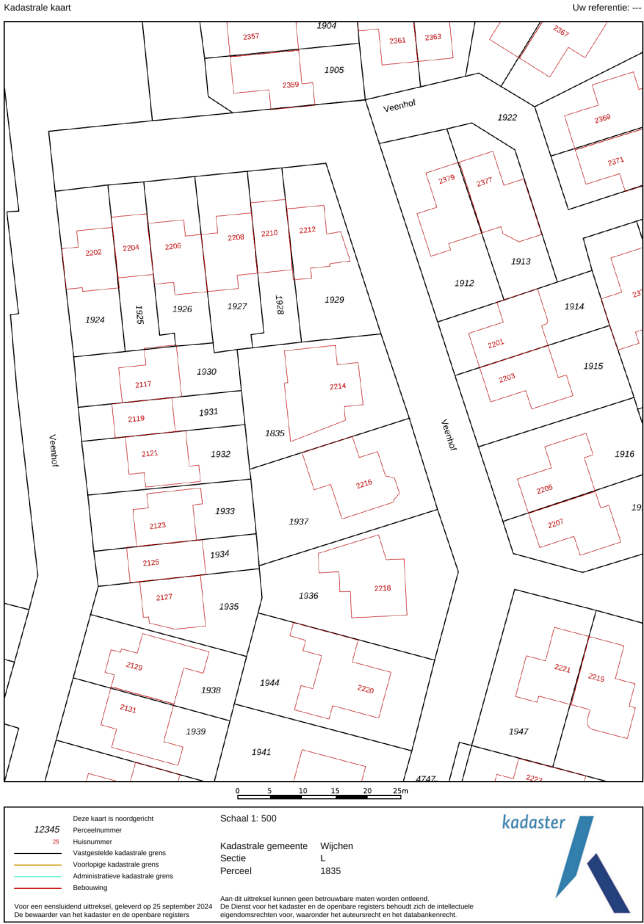 Kadastrale kaart
Uw referentie: ---
1904
2357
2361
2363
2367
1905
2359
Veenhof
1922
2369
2371
2379
2377
2202
2204
2206
2208
2210
2212
1912
1913
1924
1925
1926
1927
1928
1929
1914
2201
1915
2203
1930
2117
2214
1931
2119
1835
Veenhof
Veenhof
2121
1932
1916
2216
2205
1933
2123
1937
2207
1934
2125
2127
1935
1936
2218
2129
1938
1944
2220
2221
2219
2131
1939
1941
1947
4747
2223
0 5 10 15 20 25m
Deze kaart is noordgericht
12345 Perceelnummer
25 Huisnummer
Vastgestelde kadastrale grens
Voorlopige kadastrale grens
Administratieve kadastrale grens
Bebouwing
Voor een eensluidend uittreksel, geleverd op 25 september 2024
De bewaarder van het kadaster en de openbare registers
Schaal 1: 500
Kadastrale gemeente Wijchen
Sectie L
Perceel 1835
Aan dit uittreksel kunnen geen betrouwbare maten worden ontleend.
De Dienst voor het kadaster en de openbare registers behoudt zich de intellectuele
eigendomsrechten voor, waaronder het auteursrecht en het databankenrecht.
kadaster